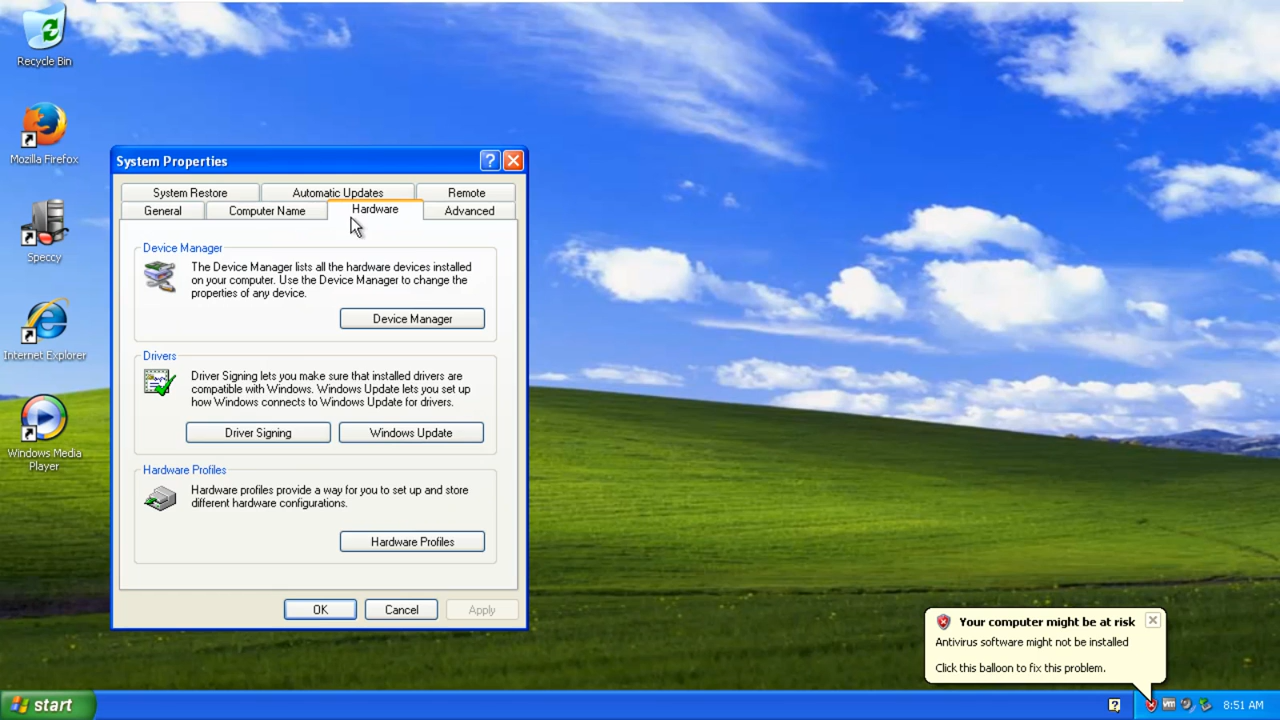 Recycle Bin
Mozilla Firefox
Speccy
Internet Explorer
Windows Media
Player
System Properties
System Restore
Automatic Updates
Remote
General
Computer Name
Hardware
Advanced
Device Manager
The Device Manager lists all the hardware devices installed
on your computer. Use the Device Manager to change the
properties of any device.
Device Manager
Drivers
Driver Signing lets you make sure that installed drivers are
compatible with Windows. Windows Update lets you set up
how Windows connects to Windows Update for drivers.
Driver Signing
Windows Update
Hardware Profiles
Hardware profiles provide a way for you to set up and store
different hardware configurations.
Hardware Profiles
OK
Cancel
Apply
Your computer might be at risk
Antivirus software might not be installed
Click this balloon to fix this problem.
start
vm
8:51 AM